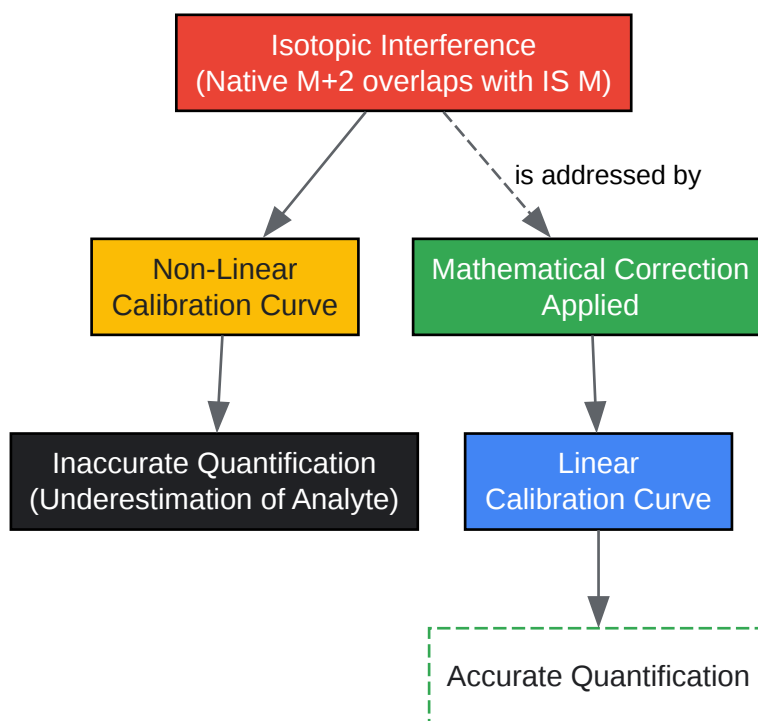 Isotopic Interference
(Native M+2 overlaps with IS M)
is addressed by
Non-Linear
Calibration Curve
Mathematical Correction
Applied
Inaccurate Quantification
(Underestimation of Analyte)
Linear
Calibration Curve
Accurate Quantification